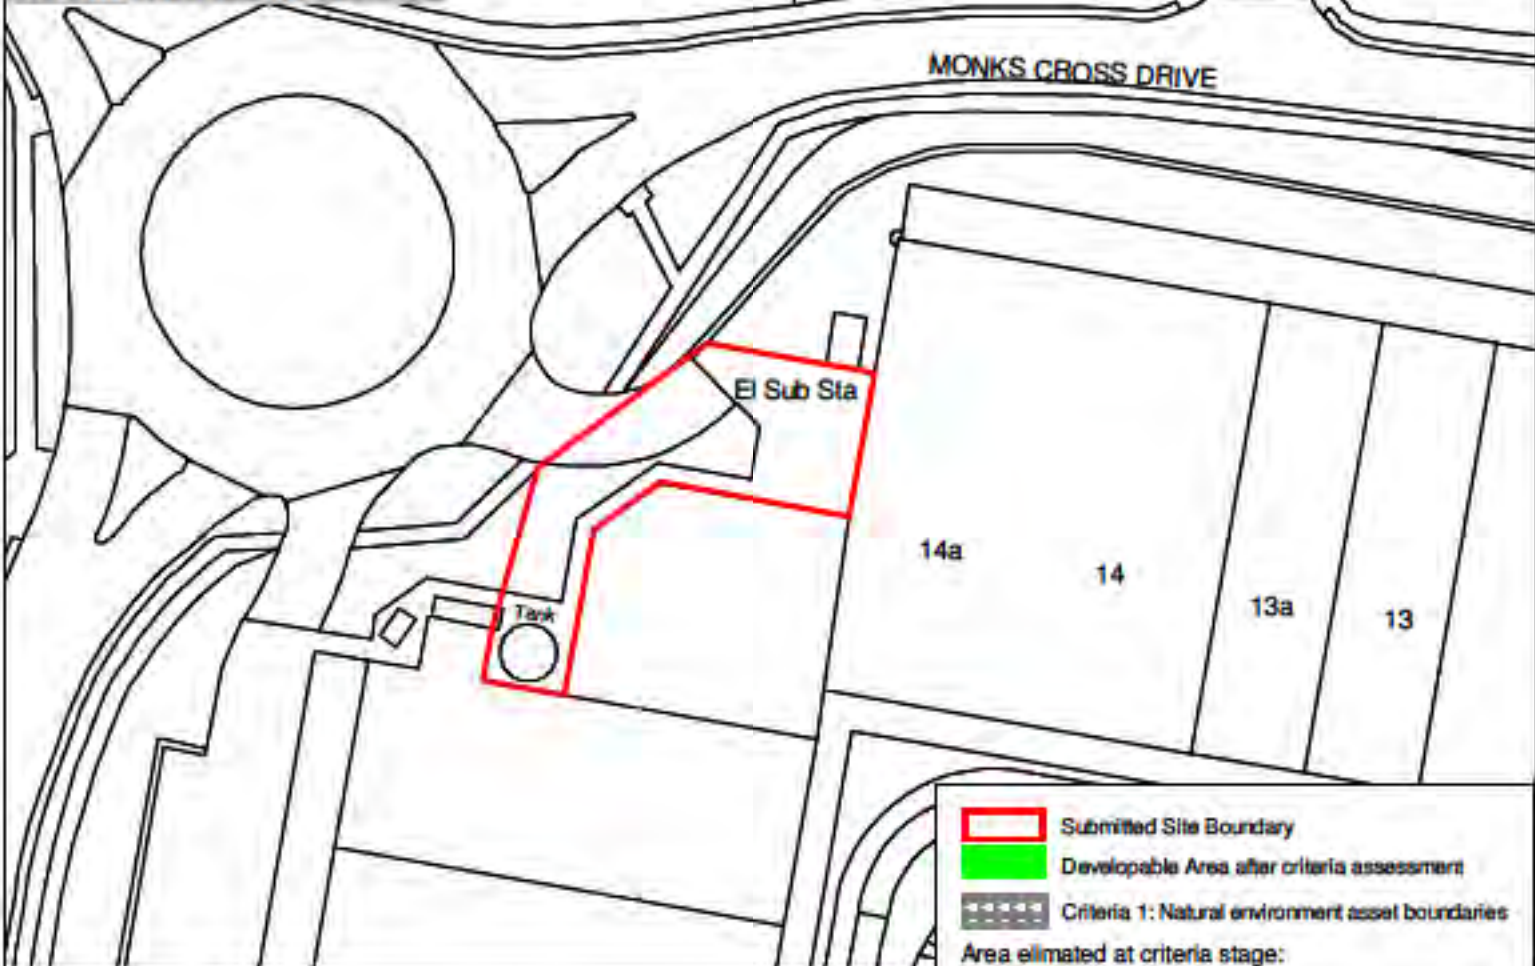 MONKS CROSS DRIVE
El Sub Sta
14a
14
13a
13
Tank
Submitted Site Boundary
Developable Area after criteria assessment
Criteria 1: Natural environment asset boundaries
Area elimated at criteria stage: